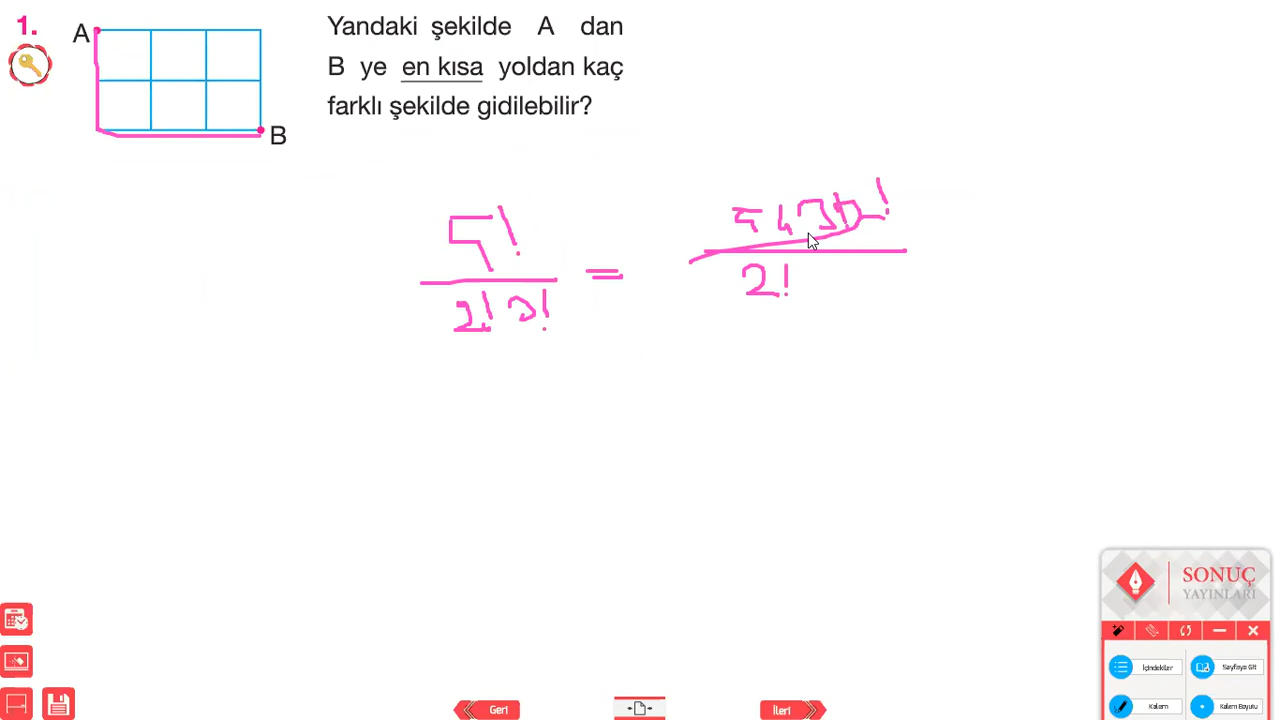 1.
A
B
Yandaki şekilde A dan
B ye en kısa yoldan kaç
farklı şekilde gidilebilir?
5!
2! 3!
=
5 4 3 !
2!
SONUÇ
YAYINLARI
İçindekiler
Sayfaya Git
Kalem
Kalem Boyutu
Geri
İleri